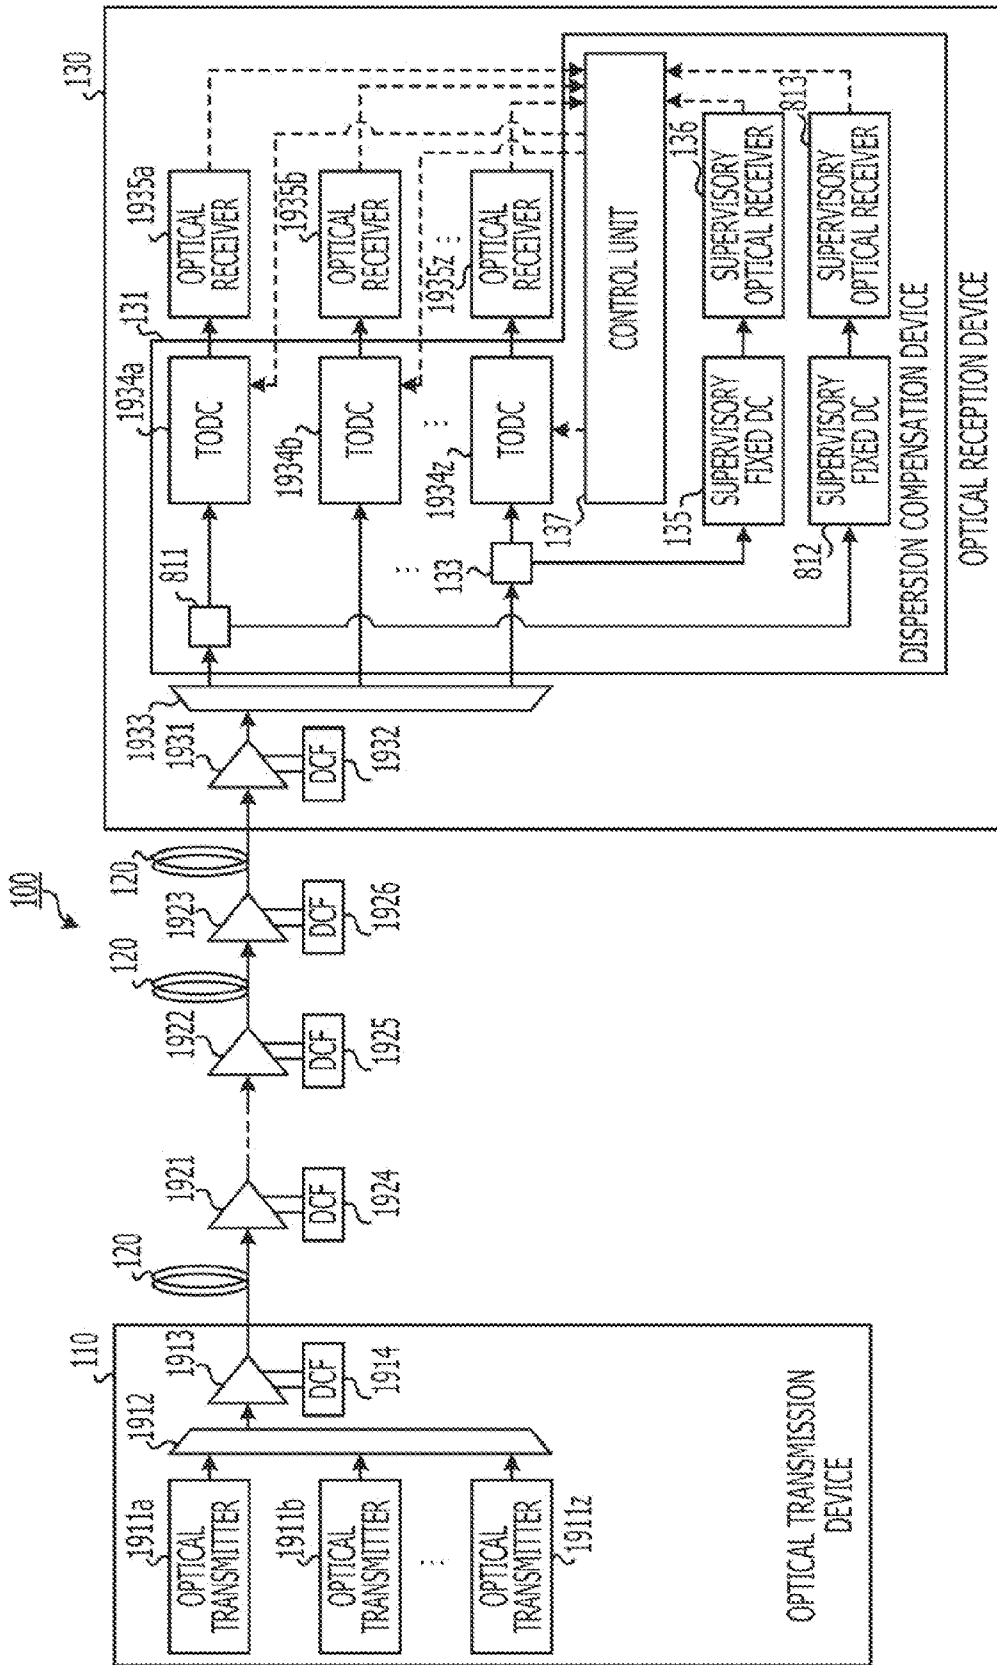 100
110
OPTICAL
TRANSMITTER
1911a
OPTICAL
TRANSMITTER
1911b
OPTICAL
TRANSMITTER
1911z
1912
1913
DCF
1914
OPTICAL TRANSMISSION
DEVICE
120
1921
DCF
1924
1922
DCF
1925
120
1923
DCF
1926
120
130
1931
DCF
1932
1933
131
811
133
1934a
TODC
1934b
TODC
1934z
TODC
1935a
OPTICAL
RECEIVER
1935b
OPTICAL
RECEIVER
1935z
OPTICAL
RECEIVER
137
CONTROL UNIT
135
SUPERVISORY
FIXED DC
136
SUPERVISORY
OPTICAL RECEIVER
812
SUPERVISORY
FIXED DC
813
SUPERVISORY
OPTICAL RECEIVER
DISPERSION COMPENSATION DEVICE
OPTICAL RECEPTION DEVICE